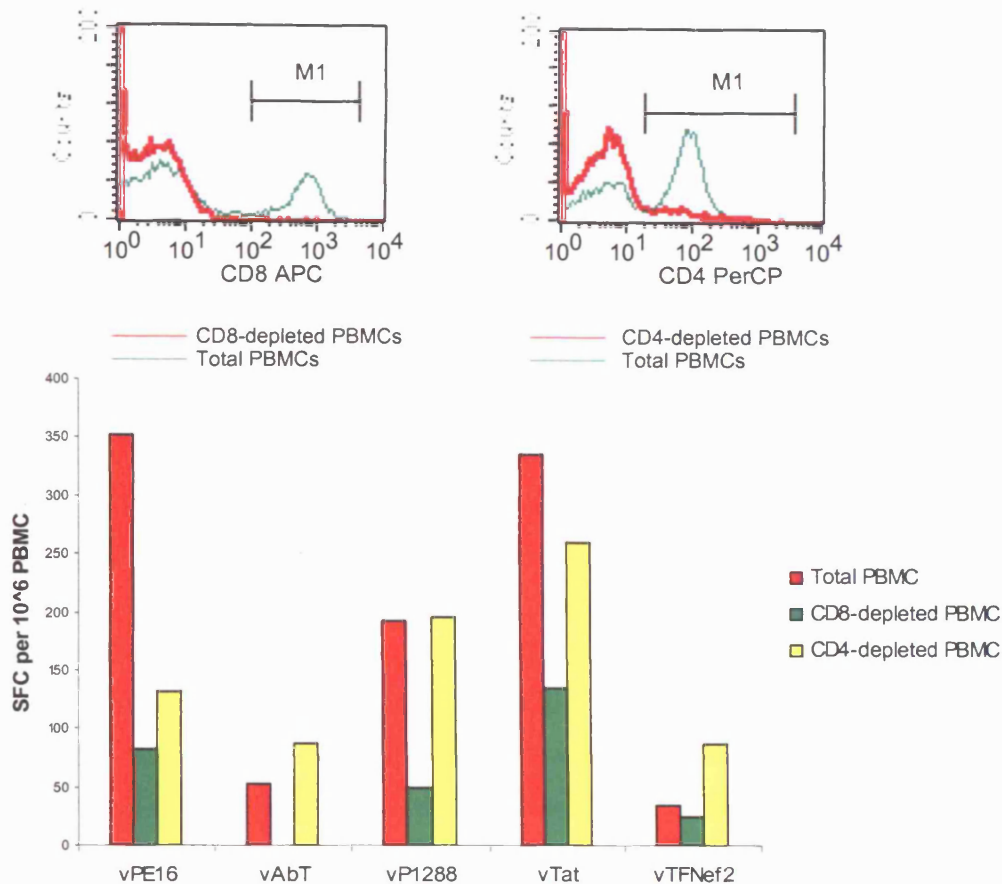 M1
10^0 10^1 10^2 10^3 10^4
CD8 APC
CD8-depleted PBMCs
Total PBMCs
M1
10^0 10^1 10^2 10^3 10^4
CD4 PerCP
CD4-depleted PBMCs
Total PBMCs
SFC per 10^6 PBMC
400
350
300
250
200
150
100
50
0
vPE16 vAbT vP1288 vTat vTFNef2
Total PBMC
CD8-depleted PBMC
CD4-depleted PBMC